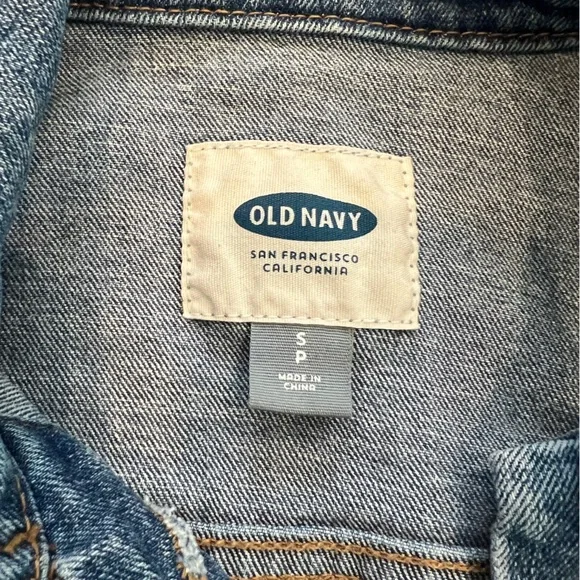 OLD NAVY
SAN FRANCISCO
CALIFORNIA
S
P
MADE IN
CHINA